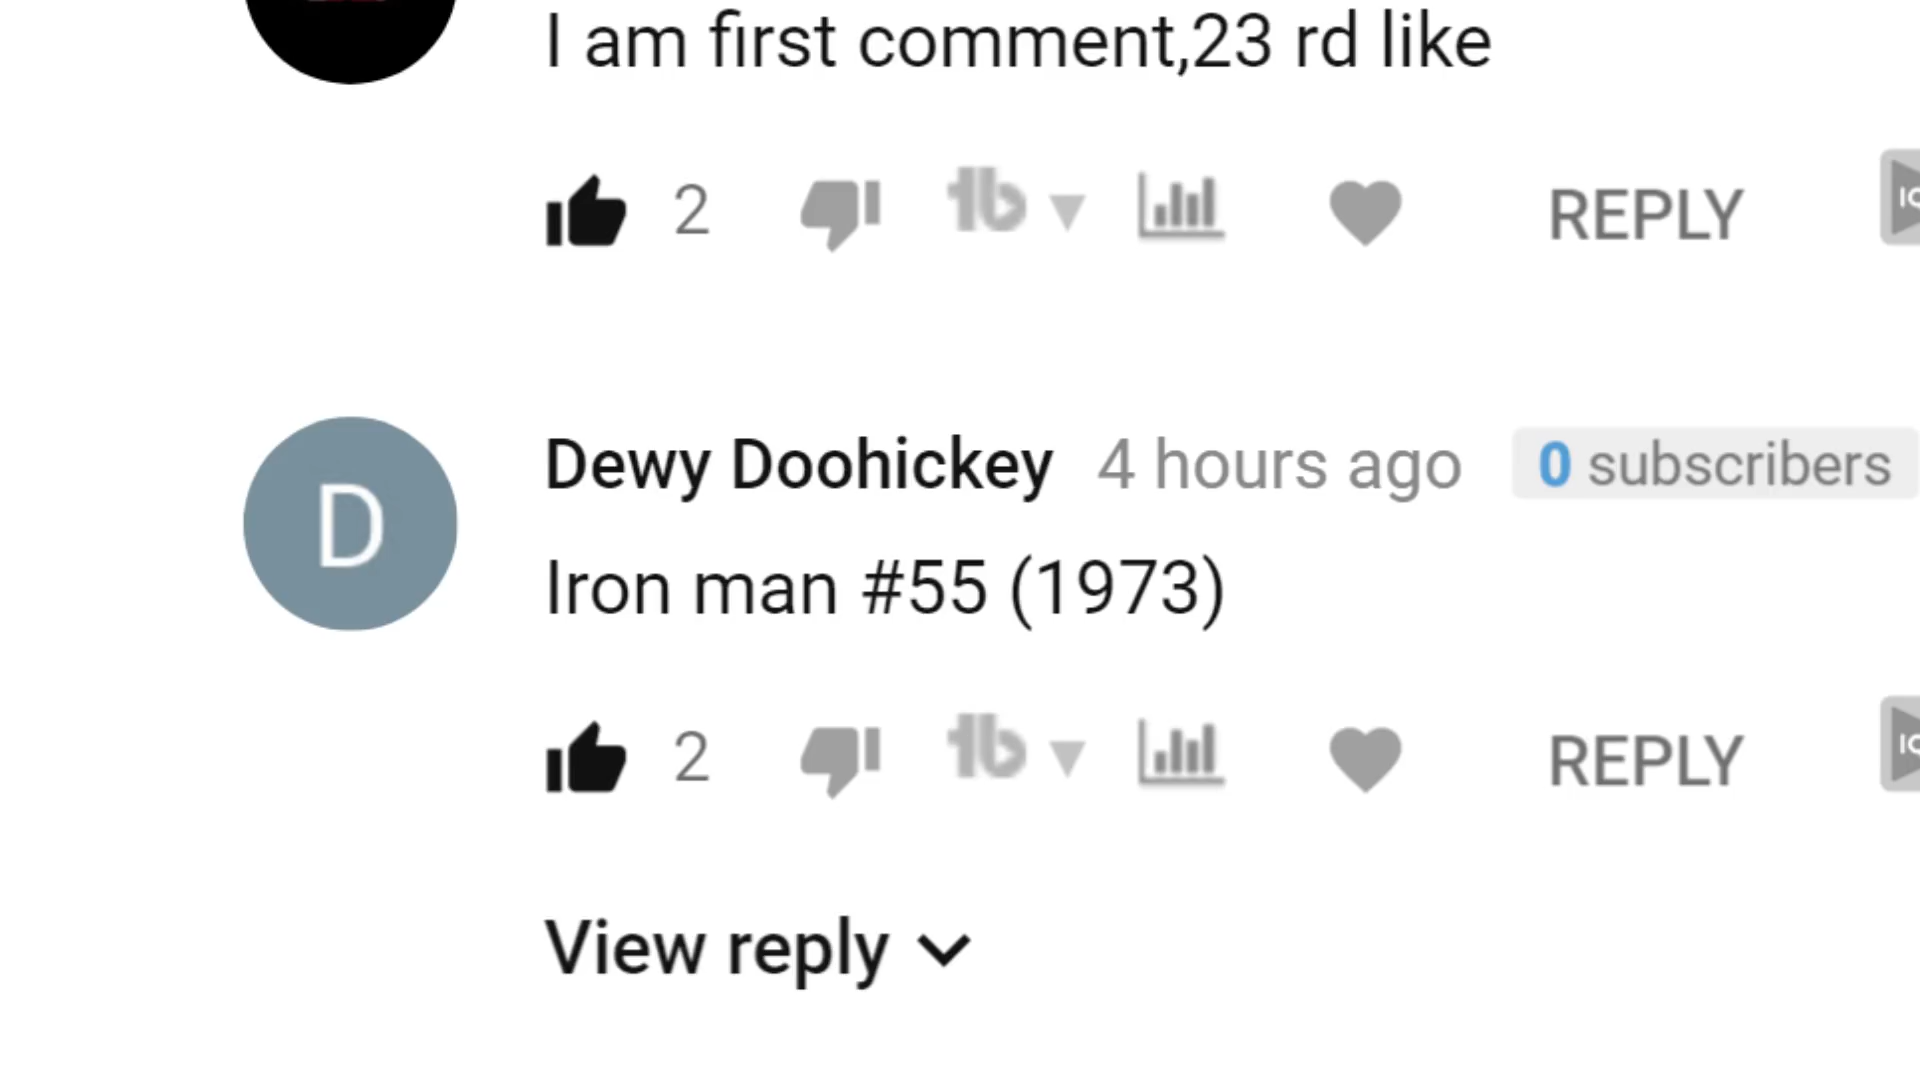 I am first comment,23 rd like
2 REPLY
D
Dewy Doohickey 4 hours ago 0 subscribers
Iron man #55 (1973)
2 REPLY
View reply